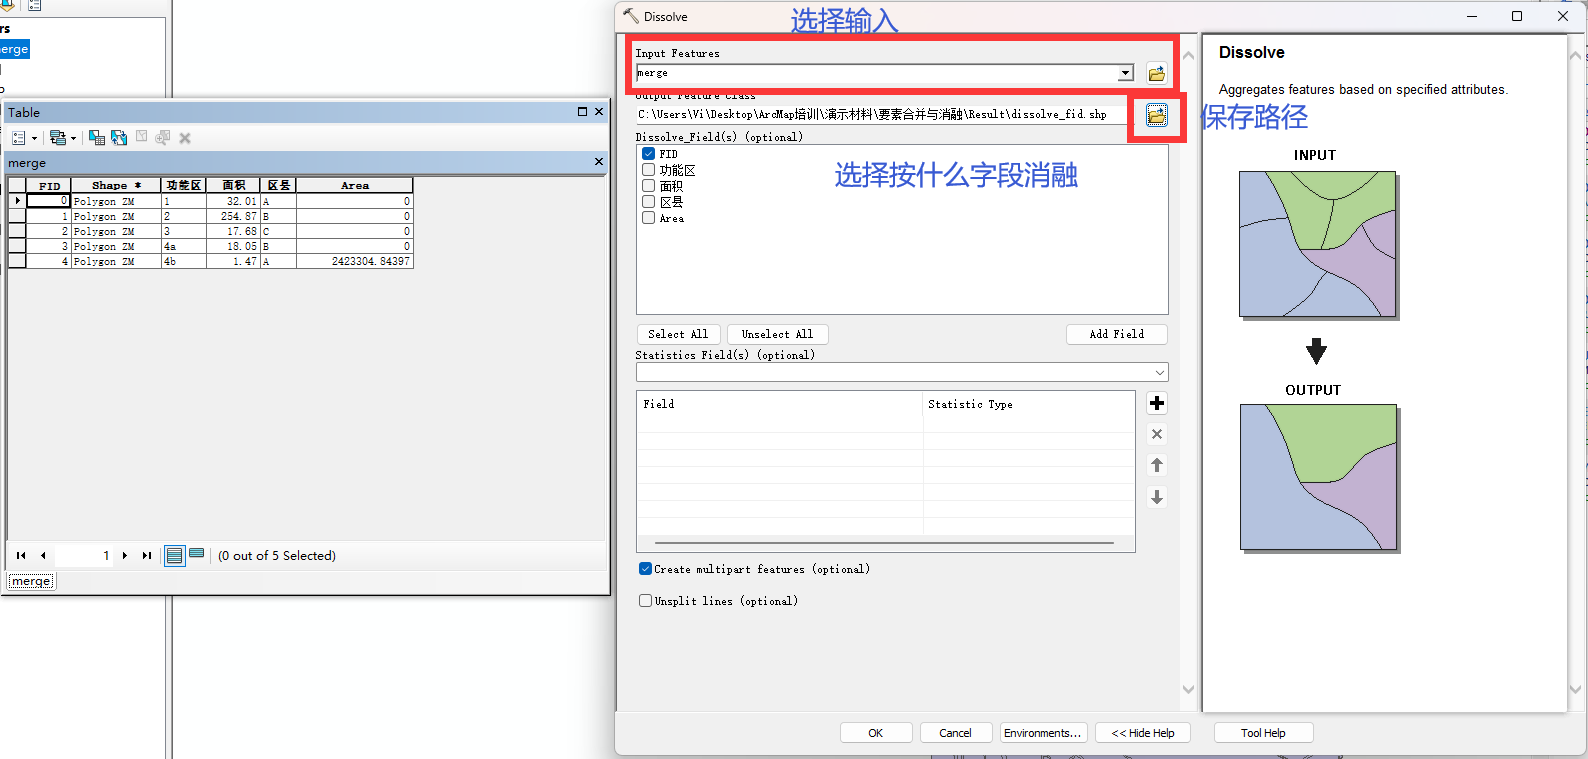 rs
erge
Table
merge
FID Shape * 功能区 面积 区县 Area
0 Polygon ZM 1 32.01 A 0
1 Polygon ZM 2 254.87 B 0
2 Polygon ZM 3 17.68 C 0
3 Polygon ZM 4a 18.05 B 0
4 Polygon ZM 4b 1.47 A 2423304.84397
1
(0 out of 5 Selected)
merge
Dissolve
选择输入
Input Features
merge
Output Feature Class
C:\Users\Vi\Desktop\ArcMap培训\演示材料\要素合并与消融\Result\dissolve_fid.shp
保存路径
Dissolve_Field(s) (optional)
FID
功能区
面积
区县
Area
选择按什么字段消融
Select All
Unselect All
Add Field
Statistics Field(s) (optional)
Field
Statistic Type
Create multipart features (optional)
Unsplit lines (optional)
OK
Cancel
Environments...
<< Hide Help
Tool Help
Dissolve
Aggregates features based on specified attributes.
INPUT
OUTPUT